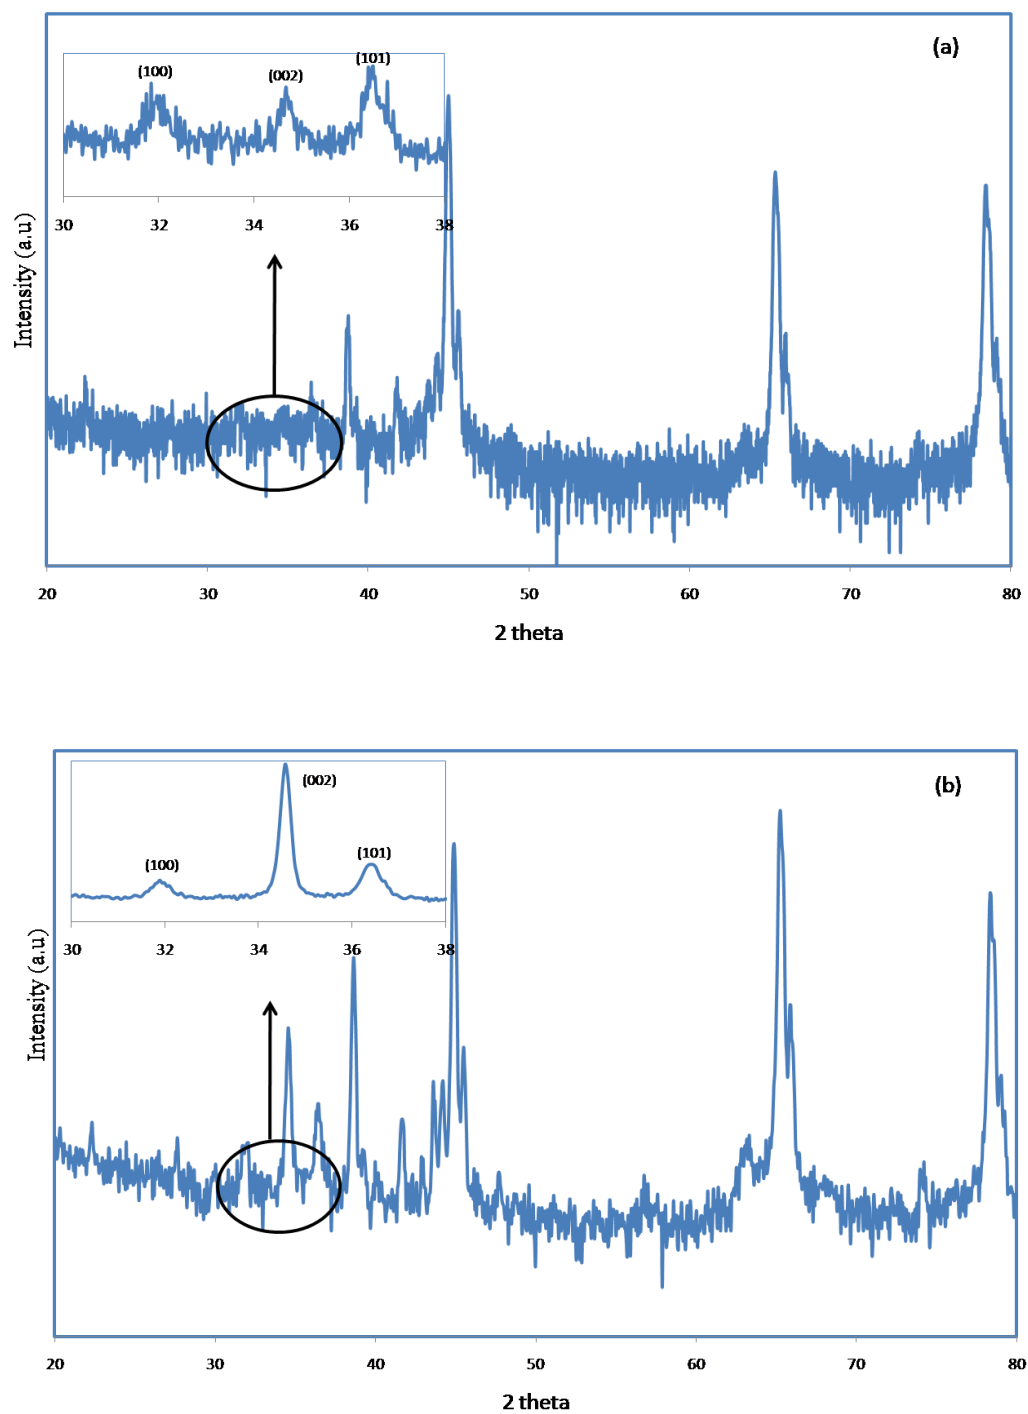 (a)
(100) (002) (101)
30 32 34 36 38
Intensity (a.u)
20 30 40 50 60 70 80
2 theta
(b)
(002)
(100) (101)
30 32 34 36 38
Intensity (a.u)
20 30 40 50 60 70 80
2 theta